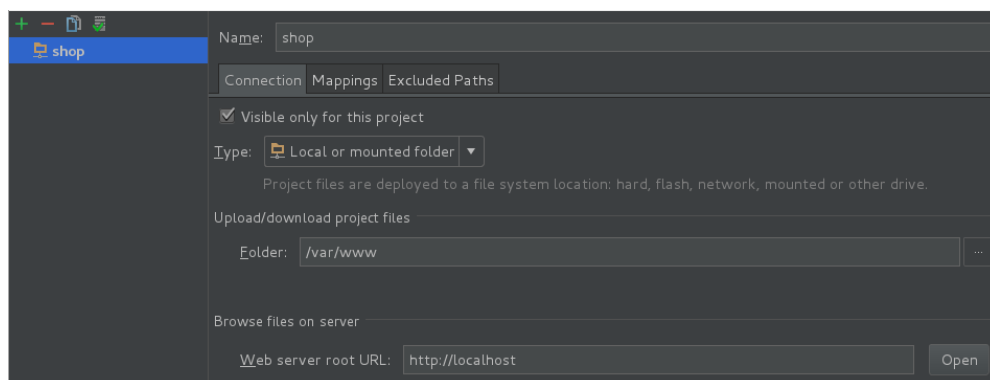 shop
Name: shop
Connection Mappings Excluded Paths
Visible only for this project
Type: Local or mounted folder
Project files are deployed to a file system location: hard, flash, network, mounted or other drive.
Upload/download project files
Folder: /var/www ...
Browse files on server
Web server root URL: http://localhost Open